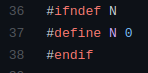 36 #ifndef N
37 #define N 0
38 #endif